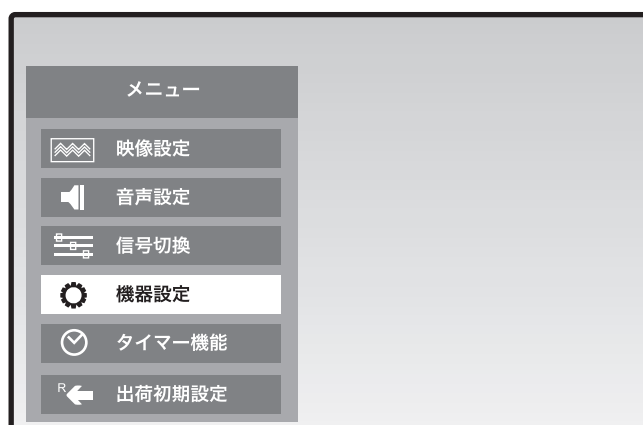 メニュー
映像設定
音声設定
信号切換
機器設定
タイマー機能
R 出荷初期設定